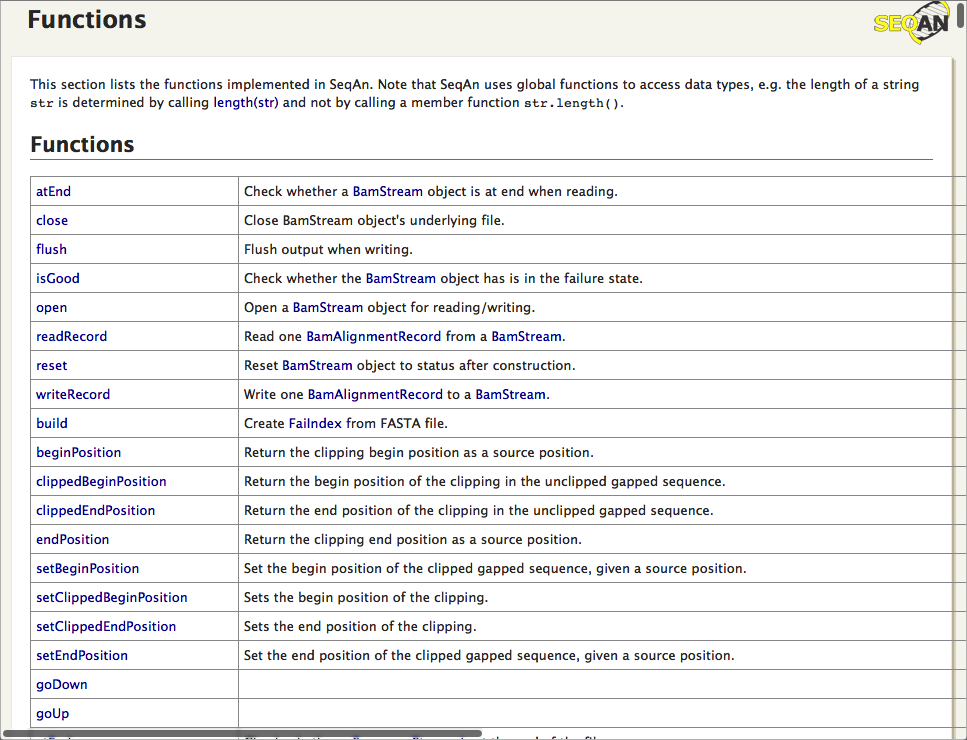 Functions
SEQAN
This section lists the functions implemented in SeqAn. Note that SeqAn uses global functions to access data types, e.g. the length of a string
str is determined by calling length(str) and not by calling a member function str.length().
Functions
atEnd Check whether a BamStream object is at end when reading.
close Close BamStream object's underlying file.
flush Flush output when writing.
isGood Check whether the BamStream object has is in the failure state.
open Open a BamStream object for reading/writing.
readRecord Read one BamAlignmentRecord from a BamStream.
reset Reset BamStream object to status after construction.
writeRecord Write one BamAlignmentRecord to a BamStream.
build Create FaiIndex from FASTA file.
beginPosition Return the clipping begin position as a source position.
clippedBeginPosition Return the begin position of the clipping in the unclipped gapped sequence.
clippedEndPosition Return the end position of the clipping in the unclipped gapped sequence.
endPosition Return the clipping end position as a source position.
setBeginPosition Set the begin position of the clipped gapped sequence, given a source position.
setClippedBeginPosition Sets the begin position of the clipping.
setClippedEndPosition Sets the end position of the clipping.
setEndPosition Set the end position of the clipped gapped sequence, given a source position.
goDown
goUp